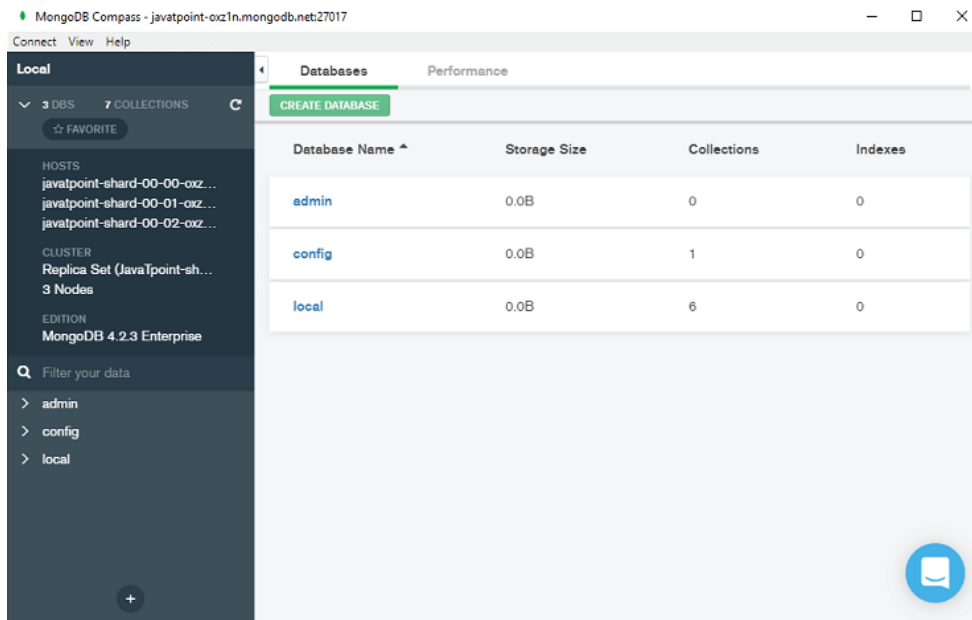 MongoDB Compass - javatpoint-oxz1n.mongodb.net:27017
Connect View Help
Local
3 DBS 7 COLLECTIONS
FAVORITE
HOSTS
javatpoint-shard-00-00-oxz...
javatpoint-shard-00-01-oxz...
javatpoint-shard-00-02-oxz...
CLUSTER
Replica Set (JavaTpoint-sh...
3 Nodes
EDITION
MongoDB 4.2.3 Enterprise
Filter your data
admin
config
local
Databases Performance
CREATE DATABASE
Database Name Storage Size Collections Indexes
admin 0.0B 0 0
config 0.0B 1 0
local 0.0B 6 0